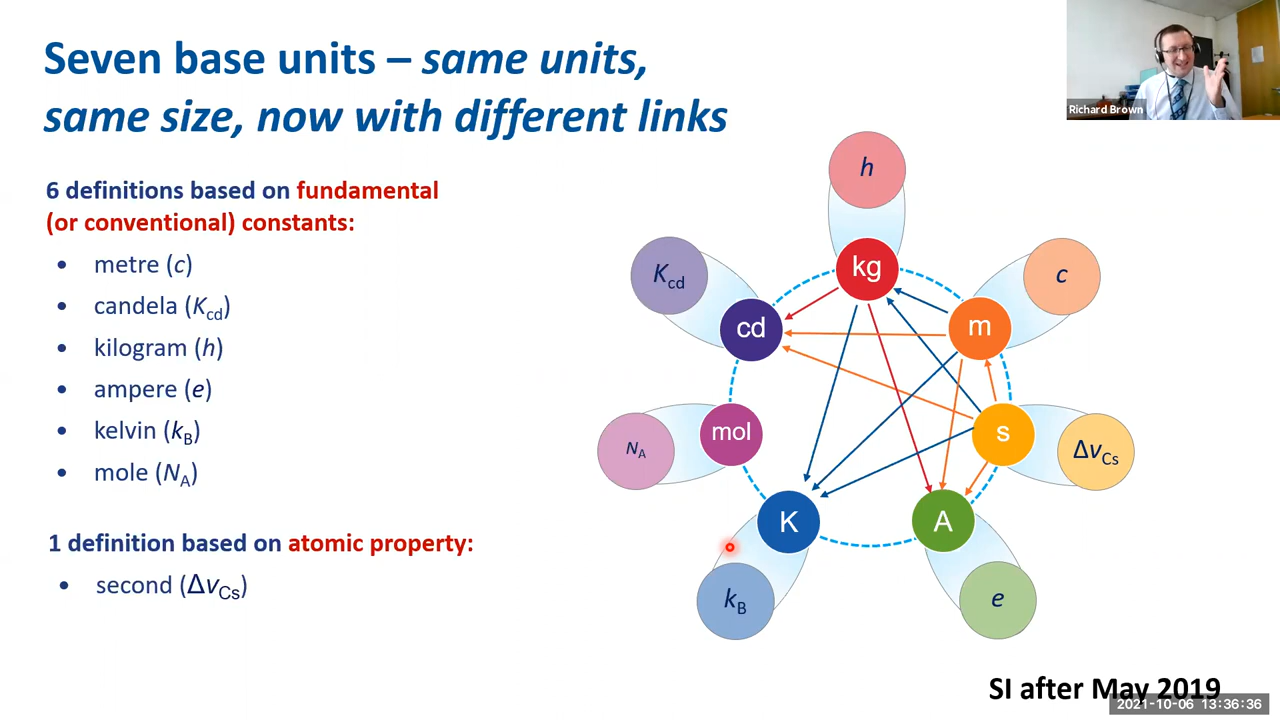 Seven base units – same units,
same size, now with different links
Richard Brown
6 definitions based on fundamental
(or conventional) constants:
• metre (c)
• candela (Kcd)
• kilogram (h)
• ampere (e)
• kelvin (kB)
• mole (NA)
1 definition based on atomic property:
• second (ΔvCs)
h
Kcd
kg
c
cd
m
mol
s
NA
ΔvCs
K
A
kB
e
SI after May 2019
2021-10-06 13:36:36